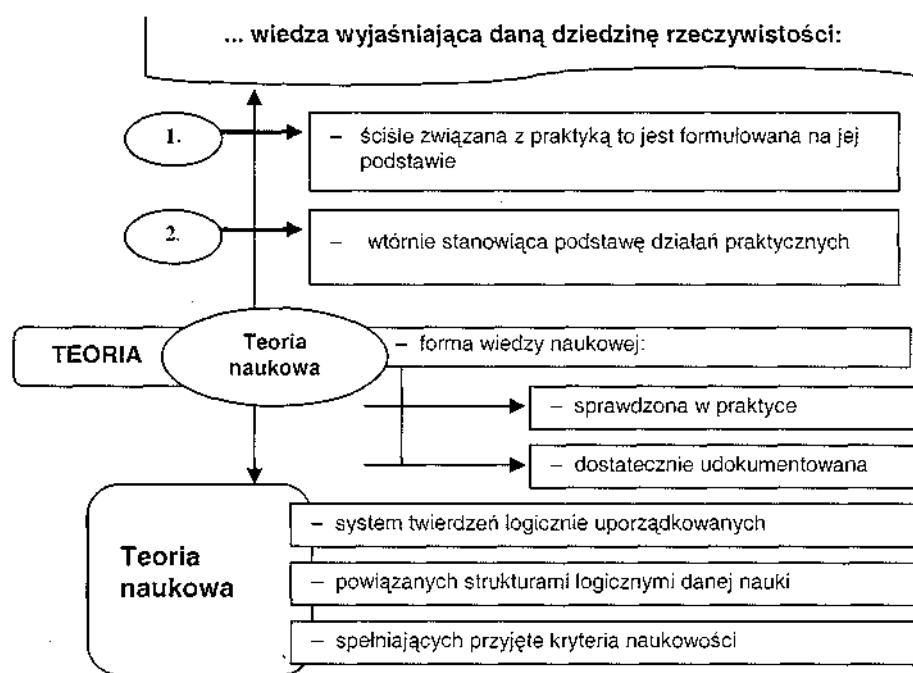 ... wiedza wyjaśniająca daną dziedzinę rzeczywistości:
1.
– ściśle związana z praktyką to jest formułowana na jej
podstawie
2.
– wtórnie stanowiąca podstawę działań praktycznych
TEORIA
Teoria
naukowa
– forma wiedzy naukowej:
– sprawdzona w praktyce
– dostatecznie udokumentowana
Teoria
naukowa
– system twierdzeń logicznie uporządkowanych
– powiązanych strukturami logicznymi danej nauki
– spełniających przyjęte kryteria naukowości